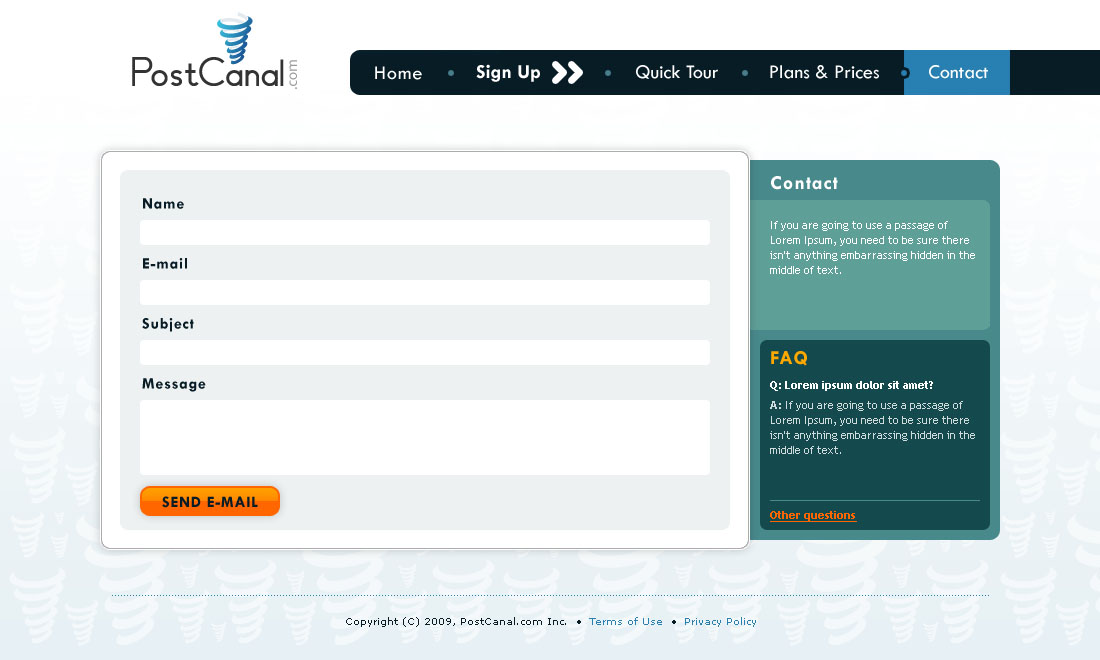 PostCanal.com
Home • Sign Up • Quick Tour • Plans & Prices • Contact
Name
E-mail
Subject
Message
SEND E-MAIL
Contact
If you are going to use a passage of
Lorem Ipsum, you need to be sure there
isn't anything embarrassing hidden in the
middle of text.
FAQ
Q: Lorem ipsum dolor sit amet?
A: If you are going to use a passage of
Lorem Ipsum, you need to be sure there
isn't anything embarrassing hidden in the
middle of text.
Other questions
Copyright (C) 2009, PostCanal.com Inc. • Terms of Use • Privacy Policy